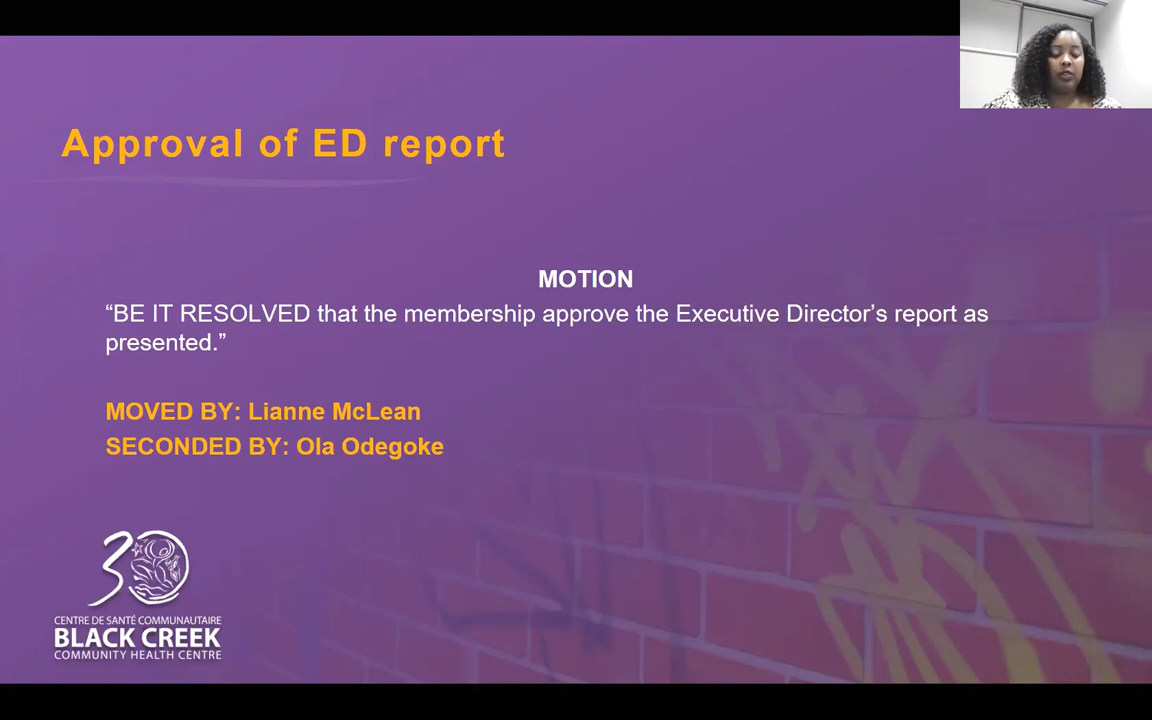 Approval of ED report
MOTION
“BE IT RESOLVED that the membership approve the Executive Director’s report as
presented.”
MOVED BY: Lianne McLean
SECONDED BY: Ola Odegoke
30
CENTRE DE SANTÉ COMMUNAUTAIRE
BLACK CREEK
COMMUNITY HEALTH CENTRE